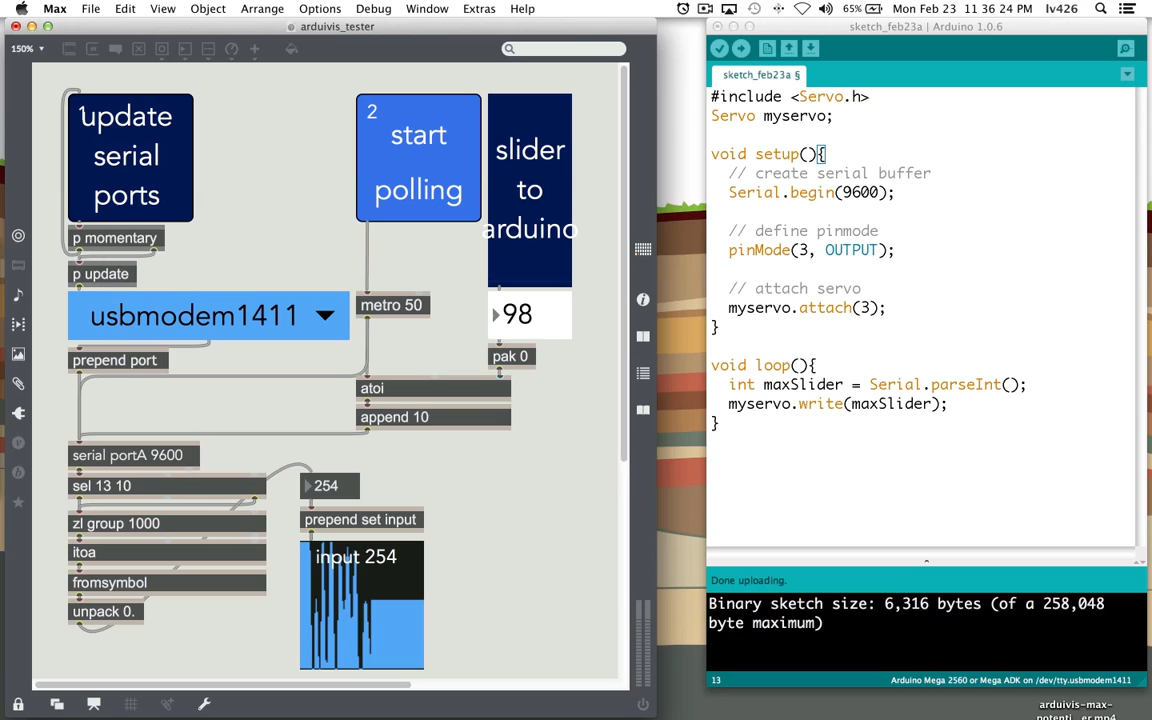 Max File Edit View Object Arrange Options Debug Window Extras Help 65% Mon Feb 23 11 36 24 PM lv426
arduivis_tester
150%
1
update
serial
ports
2
start
polling
slider
to
arduino
p momentary
p update
usbmodem1411
metro 50
98
prepend port
pak 0
atoi
append 10
serial portA 9600
sel 13 10
254
zl group 1000
prepend set input
itoa
input 254
fromsymbol
unpack 0.
sketch_feb23a | Arduino 1.0.6
sketch_feb23a §
#include <Servo.h>
Servo myservo;
void setup(){
// create serial buffer
Serial.begin(9600);
// define pinmode
pinMode(3, OUTPUT);
// attach servo
myservo.attach(3);
}
void loop(){
int maxSlider = Serial.parseInt();
myservo.write(maxSlider);
}
Done uploading.
Binary sketch size: 6,316 bytes (of a 258,048
byte maximum)
13 Arduino Mega 2560 or Mega ADK on /dev/tty.usbmodem1411
arduivis-max-
potenti...er.mp4